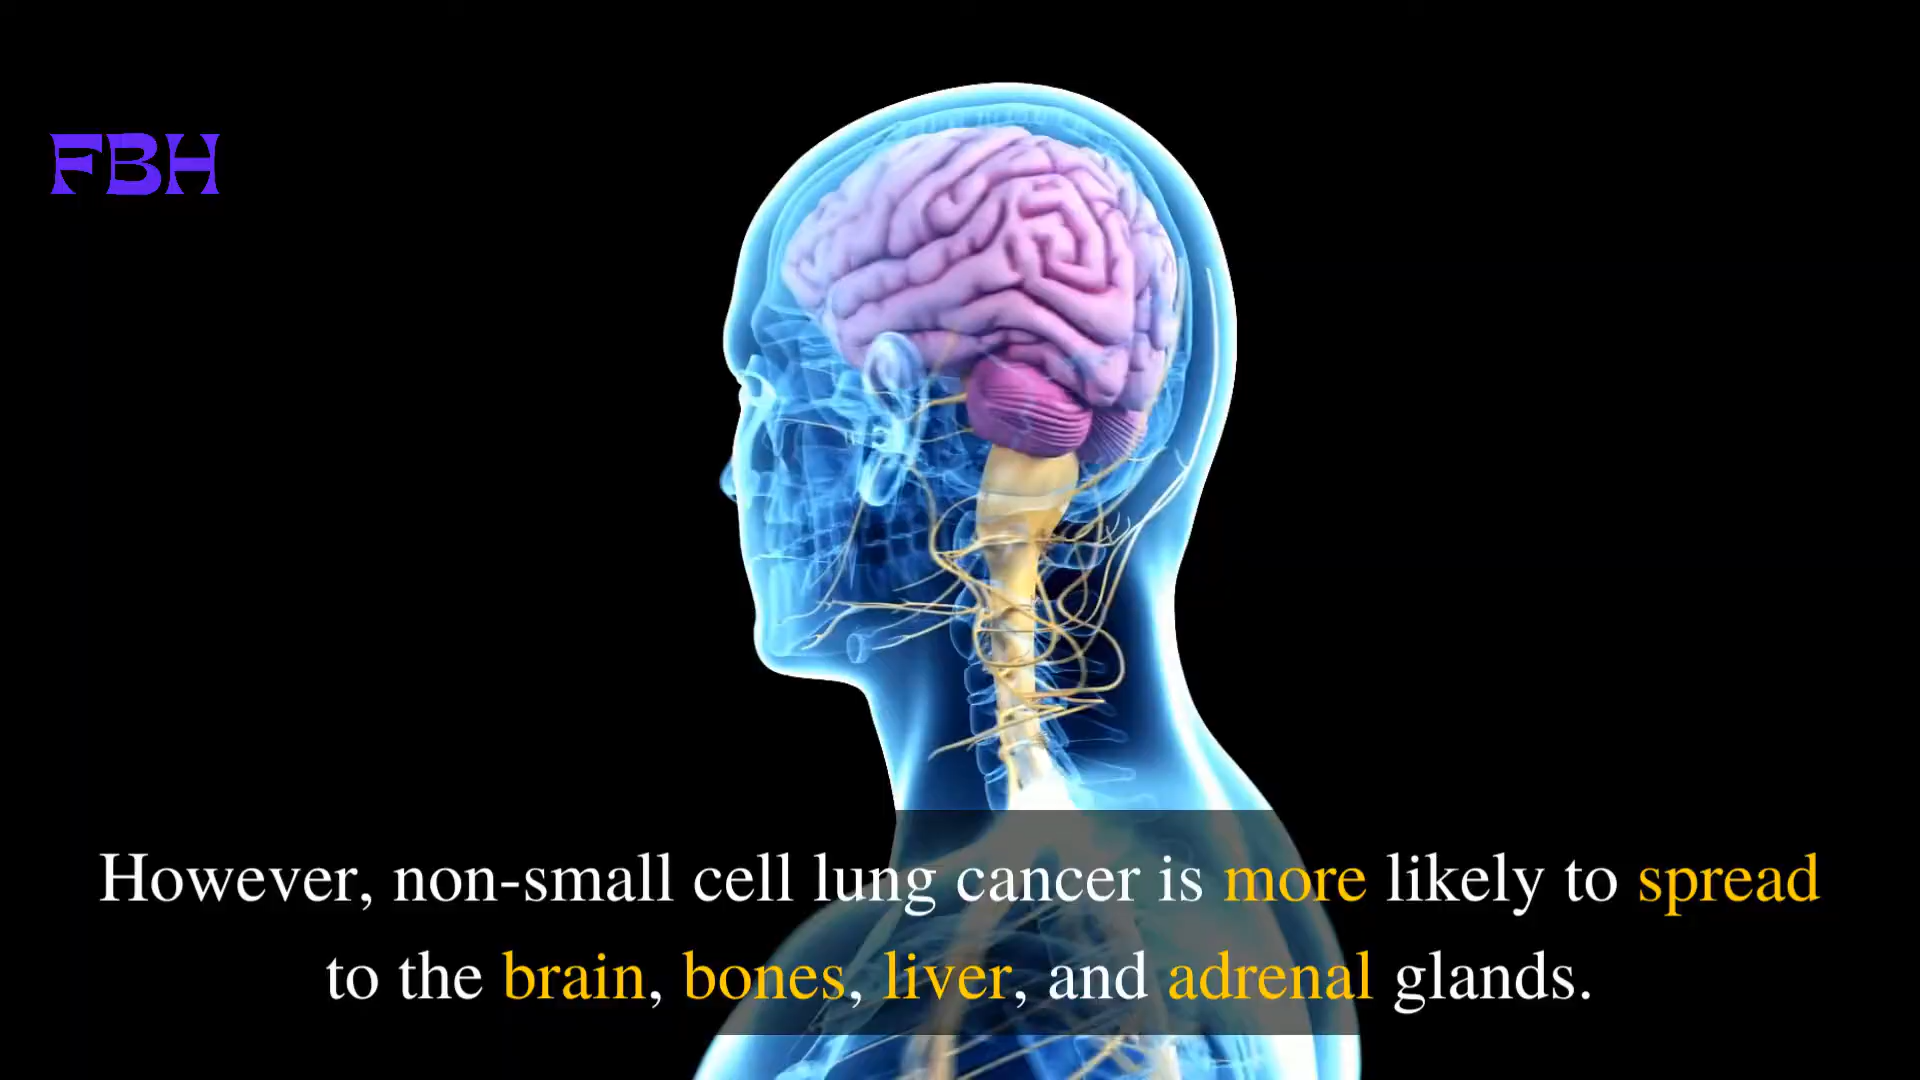 FBH
However, non-small cell lung cancer is more likely to spread
to the brain, bones, liver, and adrenal glands.